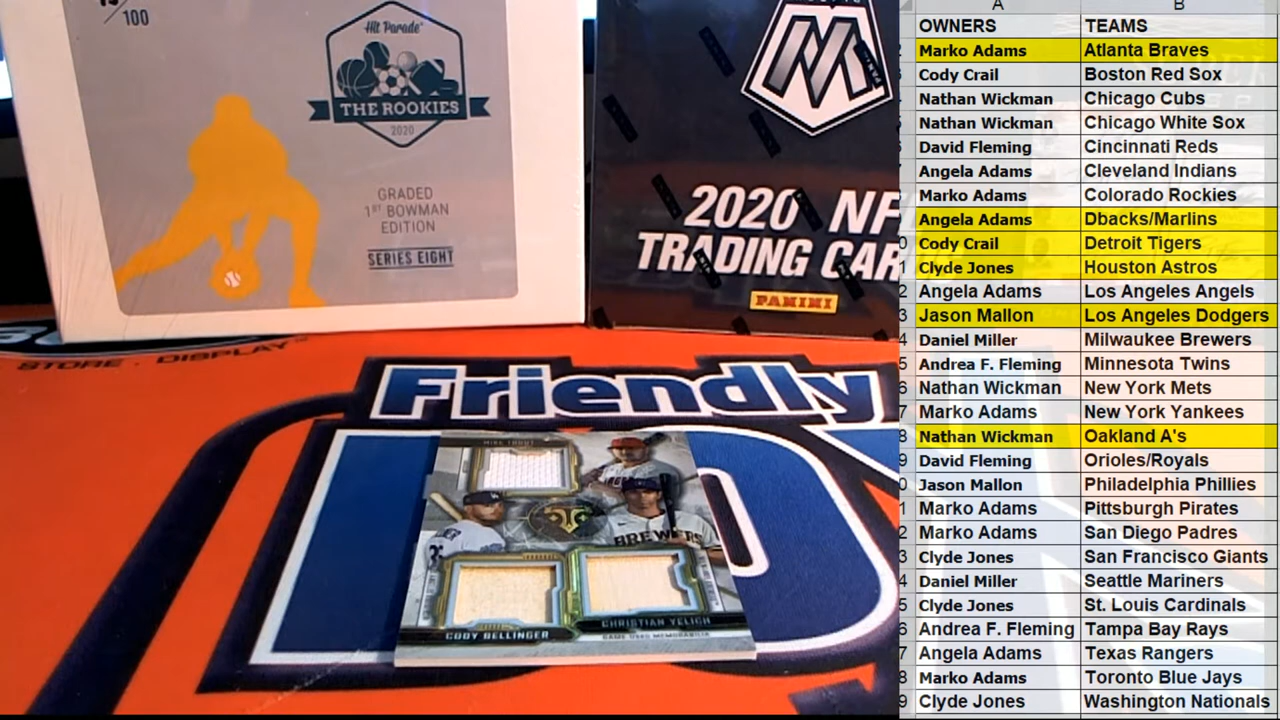 /100
Hit Parade
THE ROOKIES
2020
GRADED
1ST BOWMAN
EDITION
SERIES EIGHT
M
2020 NF
TRADING CAR
PANINI
STORE . DISPLAY
Friendly
MIKE TROUT
BREWERS
35
CODY BELLINGER
CHRISTIAN YELICH
GAME USED MEMORABILIA
A B
OWNERS TEAMS
Marko Adams Atlanta Braves
Cody Crail Boston Red Sox
Nathan Wickman Chicago Cubs
Nathan Wickman Chicago White Sox
David Fleming Cincinnati Reds
Angela Adams Cleveland Indians
Marko Adams Colorado Rockies
Angela Adams Dbacks/Marlins
Cody Crail Detroit Tigers
Clyde Jones Houston Astros
Angela Adams Los Angeles Angels
Jason Mallon Los Angeles Dodgers
Daniel Miller Milwaukee Brewers
Andrea F. Fleming Minnesota Twins
Nathan Wickman New York Mets
Marko Adams New York Yankees
Nathan Wickman Oakland A's
David Fleming Orioles/Royals
Jason Mallon Philadelphia Phillies
Marko Adams Pittsburgh Pirates
Marko Adams San Diego Padres
Clyde Jones San Francisco Giants
Daniel Miller Seattle Mariners
Clyde Jones St. Louis Cardinals
Andrea F. Fleming Tampa Bay Rays
Angela Adams Texas Rangers
Marko Adams Toronto Blue Jays
Clyde Jones Washington Nationals